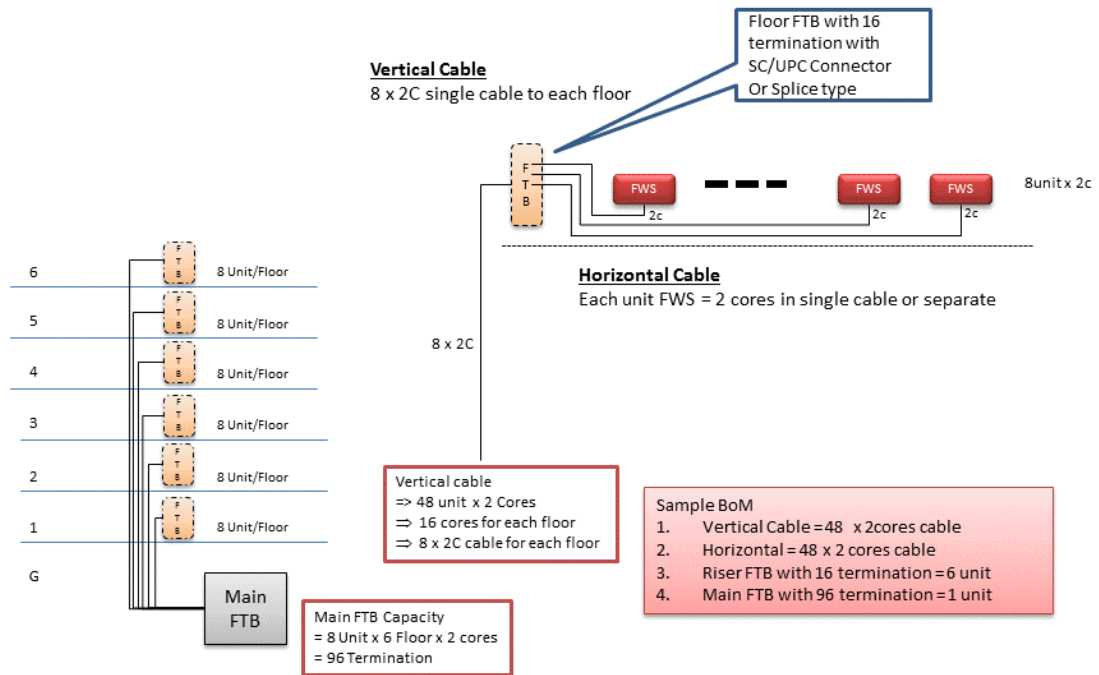 Floor FTB with 16
termination with
SC/UPC Connector
Or Splice type
Vertical Cable
8 x 2C single cable to each floor
F
T
B
FWS
FWS
FWS
8unit x 2c
2c
2c
2c
Horizontal Cable
Each unit FWS = 2 cores in single cable or separate
8 x 2C
6
F
T
B
8 Unit/Floor
5
F
T
B
8 Unit/Floor
4
F
T
B
8 Unit/Floor
3
F
T
B
8 Unit/Floor
2
F
T
B
8 Unit/Floor
1
F
T
B
8 Unit/Floor
G
Main
FTB
Main FTB Capacity
= 8 Unit x 6 Floor x 2 cores
= 96 Termination
Vertical cable
=> 48 unit x 2 Cores
⇒ 16 cores for each floor
⇒ 8 x 2C cable for each floor
Sample BoM
1. Vertical Cable = 48 x 2cores cable
2. Horizontal = 48 x 2 cores cable
3. Riser FTB with 16 termination = 6 unit
4. Main FTB with 96 termination = 1 unit